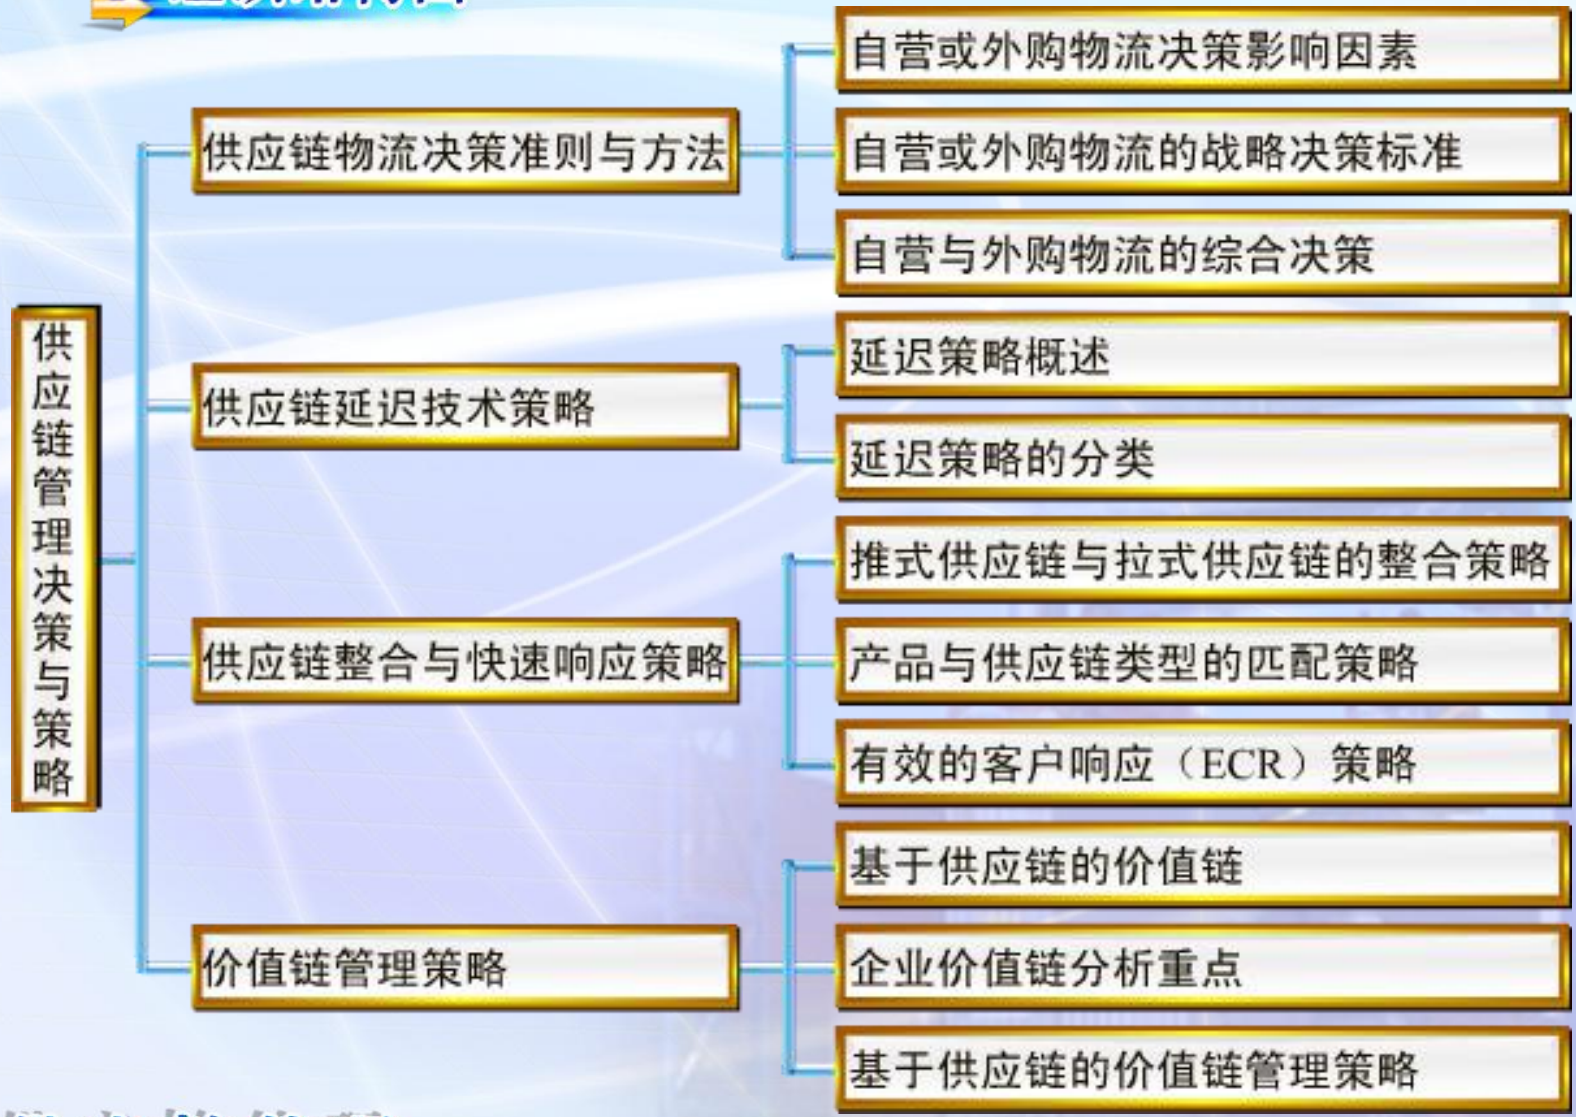 供应链管理决策与策略
供应链物流决策准则与方法
自营或外购物流决策影响因素
自营或外购物流的战略决策标准
自营与外购物流的综合决策
供应链延迟技术策略
延迟策略概述
延迟策略的分类
供应链整合与快速响应策略
推式供应链与拉式供应链的整合策略
产品与供应链类型的匹配策略
有效的客户响应（ECR）策略
价值链管理策略
基于供应链的价值链
企业价值链分析重点
基于供应链的价值链管理策略